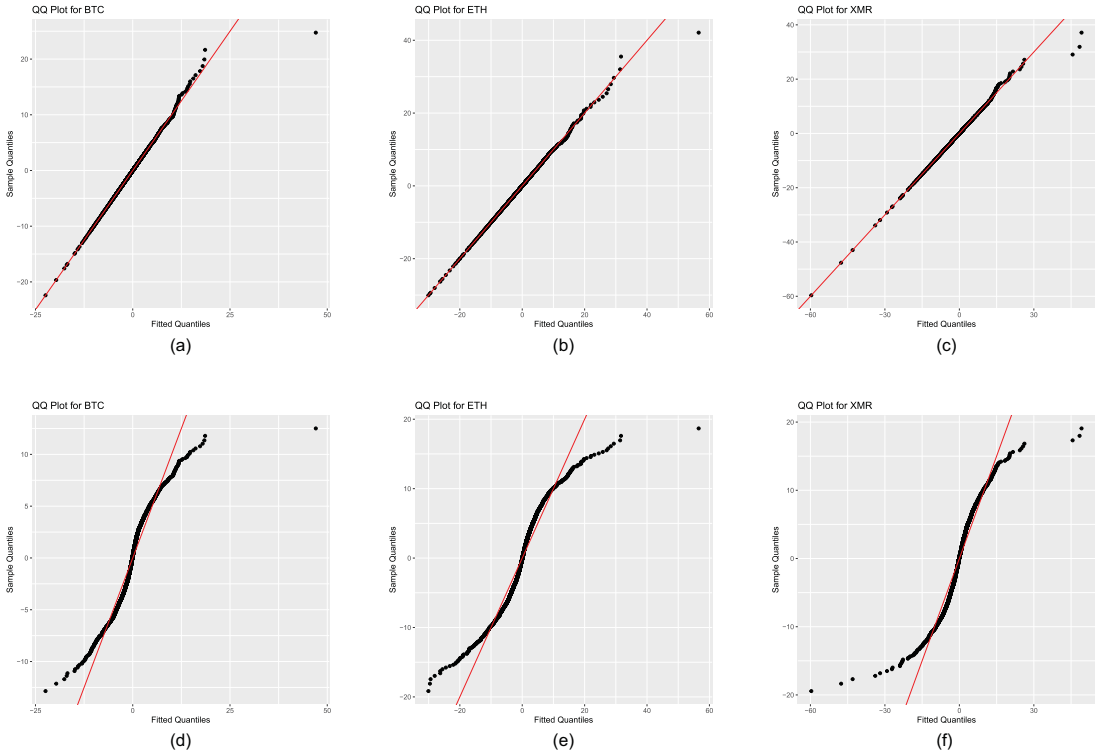 QQ Plot for BTC
Sample Quantiles
20
10
0
−10
−20
−25
0
25
50
Fitted Quantiles
(a)
QQ Plot for ETH
Sample Quantiles
40
20
0
−20
−20
0
20
40
60
Fitted Quantiles
(b)
QQ Plot for XMR
Sample Quantiles
40
20
0
−20
−40
−60
−60
−30
0
30
Fitted Quantiles
(c)
QQ Plot for BTC
Sample Quantiles
10
5
0
−5
−10
−25
0
25
50
Fitted Quantiles
(d)
QQ Plot for ETH
Sample Quantiles
20
10
0
−10
−20
−20
0
20
40
60
Fitted Quantiles
(e)
QQ Plot for XMR
Sample Quantiles
20
10
0
−10
−20
−60
−30
0
30
Fitted Quantiles
(f)